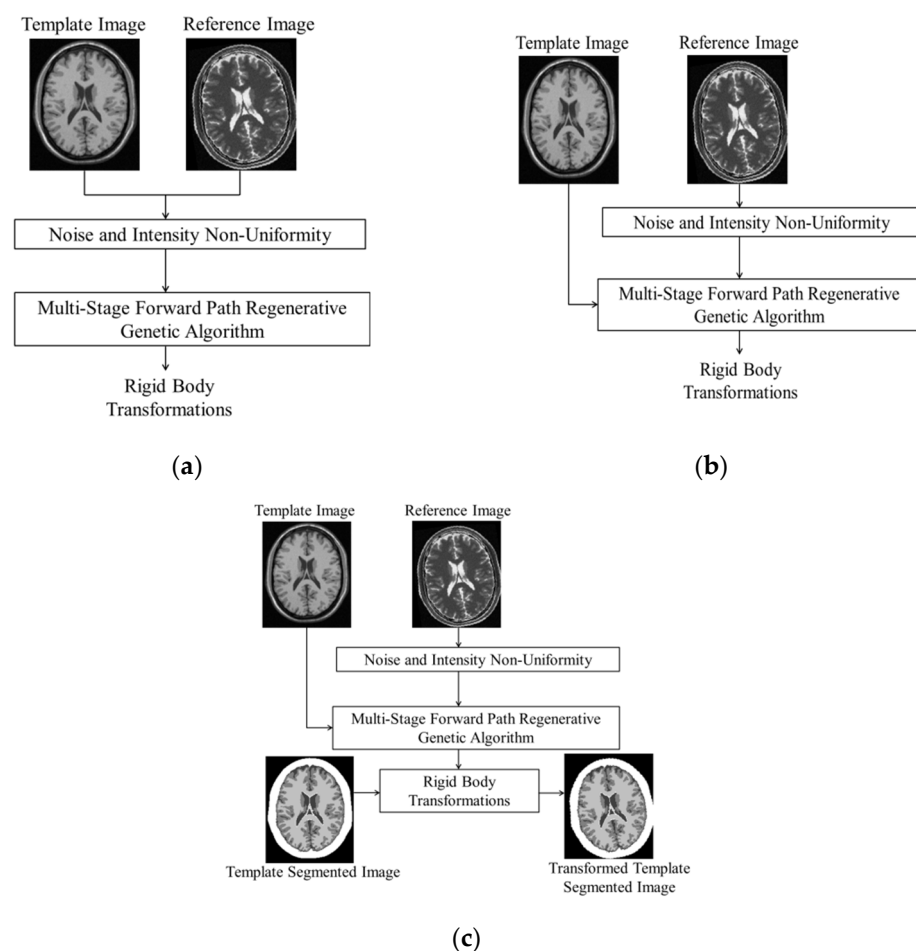 Template Image
Reference Image
Noise and Intensity Non-Uniformity
Multi-Stage Forward Path Regenerative
Genetic Algorithm
Rigid Body
Transformations
(a)
Template Image
Reference Image
Noise and Intensity Non-Uniformity
Multi-Stage Forward Path Regenerative
Genetic Algorithm
Rigid Body
Transformations
(b)
Template Image
Reference Image
Noise and Intensity Non-Uniformity
Multi-Stage Forward Path Regenerative
Genetic Algorithm
Rigid Body
Transformations
Template Segmented Image
Transformed Template
Segmented Image
(c)